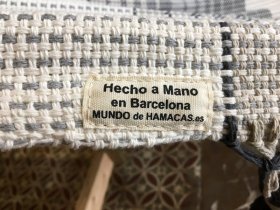 Hecho a Mano
en Barcelona
MUNDO de HAMACAS.es